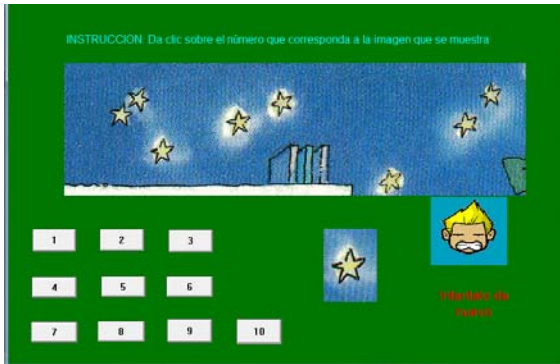 INSTRUCCION: Da clic sobre el número que corresponda a la imagen que se muestra
1 2 3
4 5 6
7 8 9 10
Intentalo de
nuevo